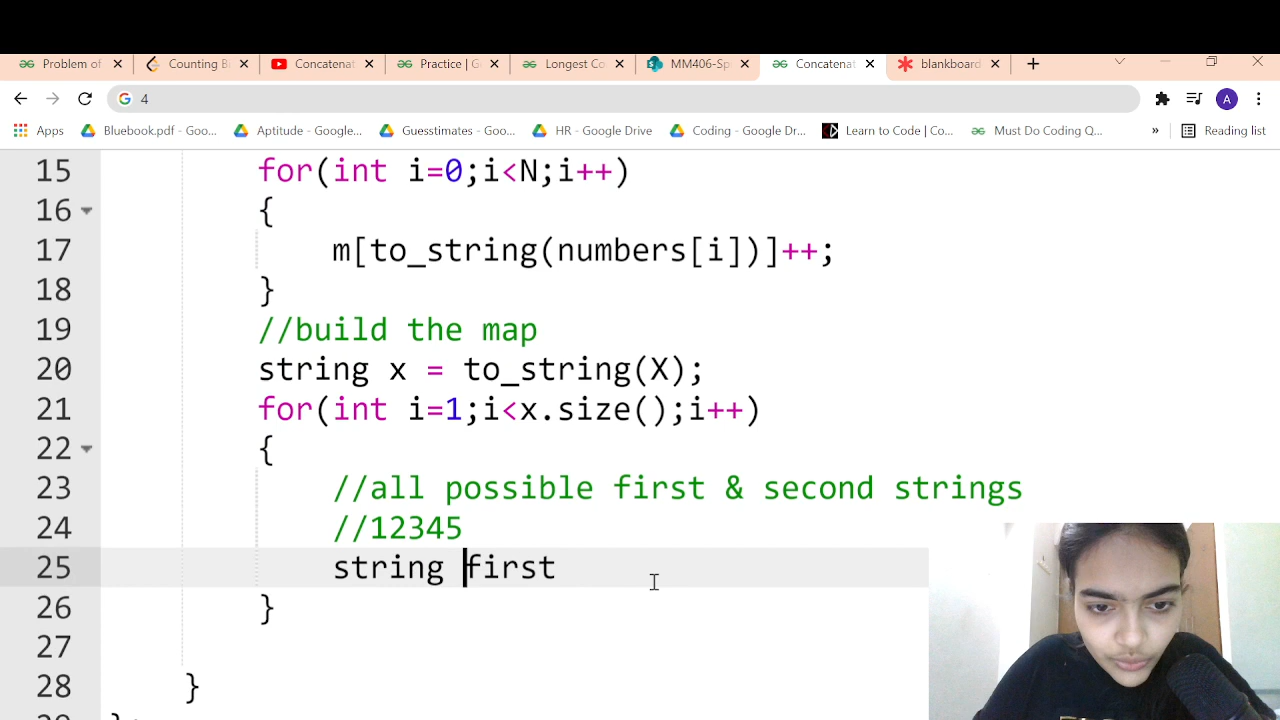 Problem of
Counting B
Concatenat
Practice | G
Longest Co
MM406-Sp
Concatenat
blankboard
4
A
Apps
Bluebook.pdf - Goo...
Aptitude - Google...
Guesstimates - Goo...
HR - Google Drive
Coding - Google Dr...
Learn to Code | Co...
Must Do Coding Q...
»
Reading list
15 for(int i=0;i<N;i++)
16 {
17 m[to_string(numbers[i])]++;
18 }
19 //build the map
20 string x = to_string(X);
21 for(int i=1;i<x.size();i++)
22 {
23 //all possible first & second strings
24 //12345
25 string first
26 }
27
28 }